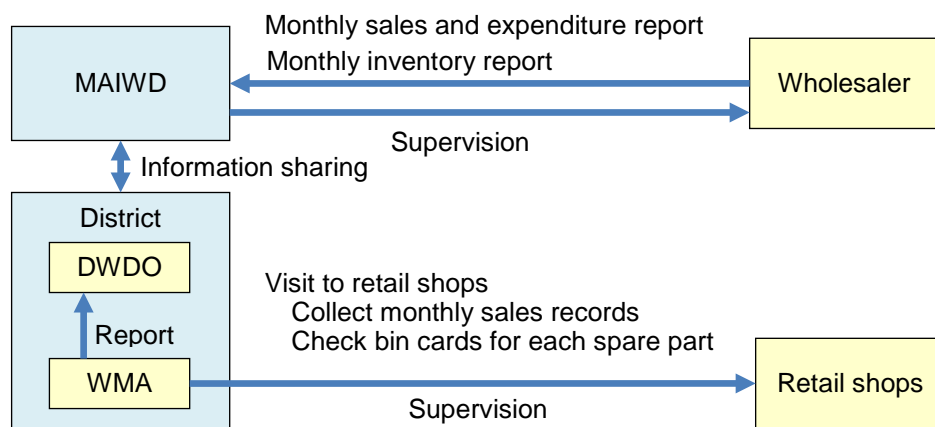 Monthly sales and expenditure report
MAIWD
Monthly inventory report
Wholesaler
Supervision
Information sharing
District
DWDO
Visit to retail shops
Collect monthly sales records
Report
Check bin cards for each spare part
WMA
Retail shops
Supervision